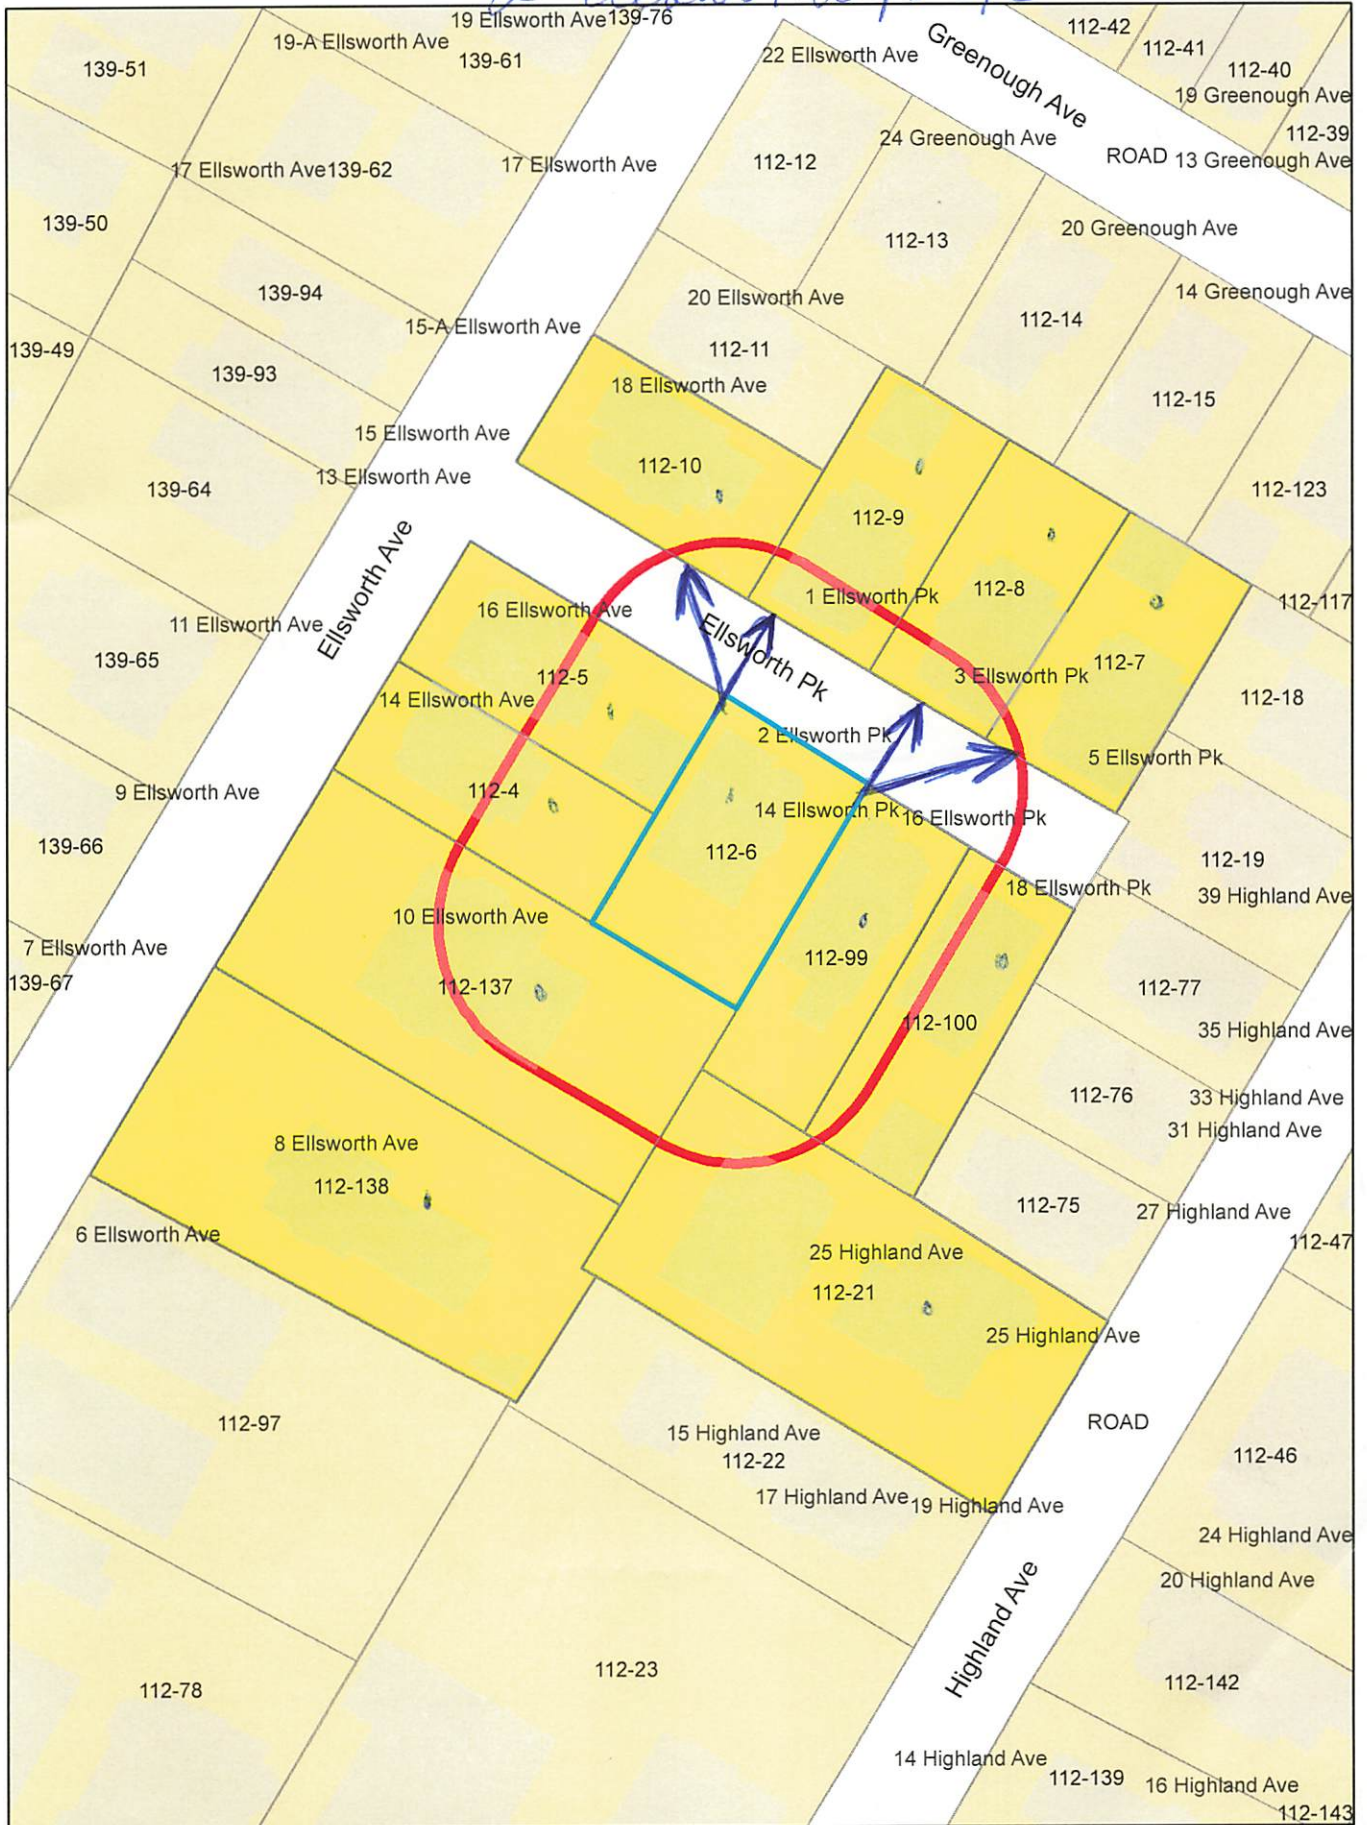 19 Ellsworth Ave 139-76
112-42
19-A Ellsworth Ave
139-61
22 Ellsworth Ave
Greenough Ave
112-41
139-51
112-40
19 Greenough Ave
112-39
24 Greenough Ave
ROAD
13 Greenough Ave
112-12
17 Ellsworth Ave 139-62
17 Ellsworth Ave
139-50
112-13
20 Greenough Ave
139-94
20 Ellsworth Ave
14 Greenough Ave
15-A Ellsworth Ave
112-14
139-49
112-11
139-93
18 Ellsworth Ave
112-15
15 Ellsworth Ave
112-10
13 Ellsworth Ave
139-64
112-123
112-9
Ellsworth Ave
112-8
1 Ellsworth Pk
112-117
16 Ellsworth Ave
11 Ellsworth Ave
Ellsworth Pk
139-65
112-7
112-5
3 Ellsworth Pk
14 Ellsworth Ave
112-18
2 Ellsworth Pk
5 Ellsworth Pk
9 Ellsworth Ave
112-4
14 Ellsworth Pk
16 Ellsworth Pk
139-66
112-6
112-19
18 Ellsworth Pk
39 Highland Ave
10 Ellsworth Ave
7 Ellsworth Ave
112-99
139-67
112-137
112-77
112-100
35 Highland Ave
112-76
33 Highland Ave
31 Highland Ave
8 Ellsworth Ave
112-138
112-75
27 Highland Ave
6 Ellsworth Ave
112-47
25 Highland Ave
112-21
25 Highland Ave
112-97
ROAD
15 Highland Ave
112-22
112-46
17 Highland Ave
19 Highland Ave
24 Highland Ave
20 Highland Ave
Highland Ave
112-23
112-142
112-78
14 Highland Ave
112-139
16 Highland Ave
112-143